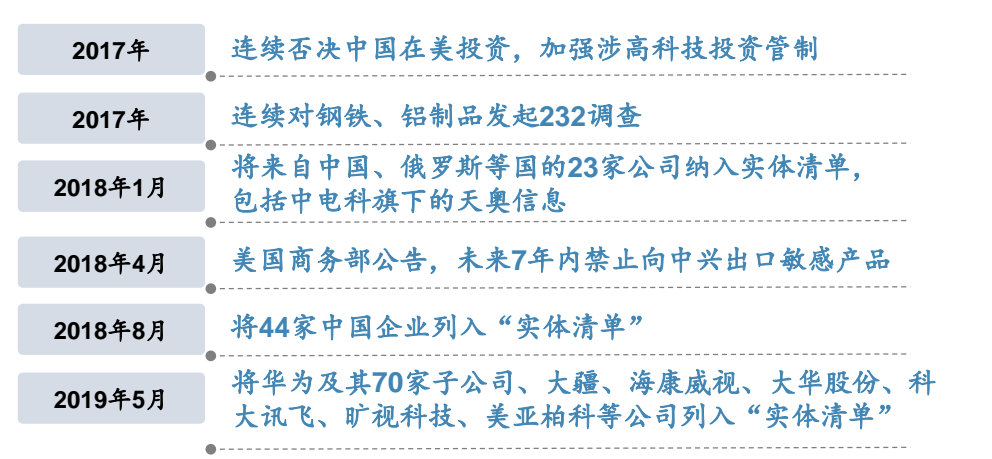 2017年
连续否决中国在美投资，加强涉高科技投资管制
2017年
连续对钢铁、铝制品发起232调查
2018年1月
将来自中国、俄罗斯等国的23家公司纳入实体清单，
包括中电科旗下的天奥信息
2018年4月
美国商务部公告，未来7年内禁止向中兴出口敏感产品
2018年8月
将44家中国企业列入“实体清单”
2019年5月
将华为及其70家子公司、大疆、海康威视、大华股份、科
大讯飞、旷视科技、美亚柏科等公司列入“实体清单”